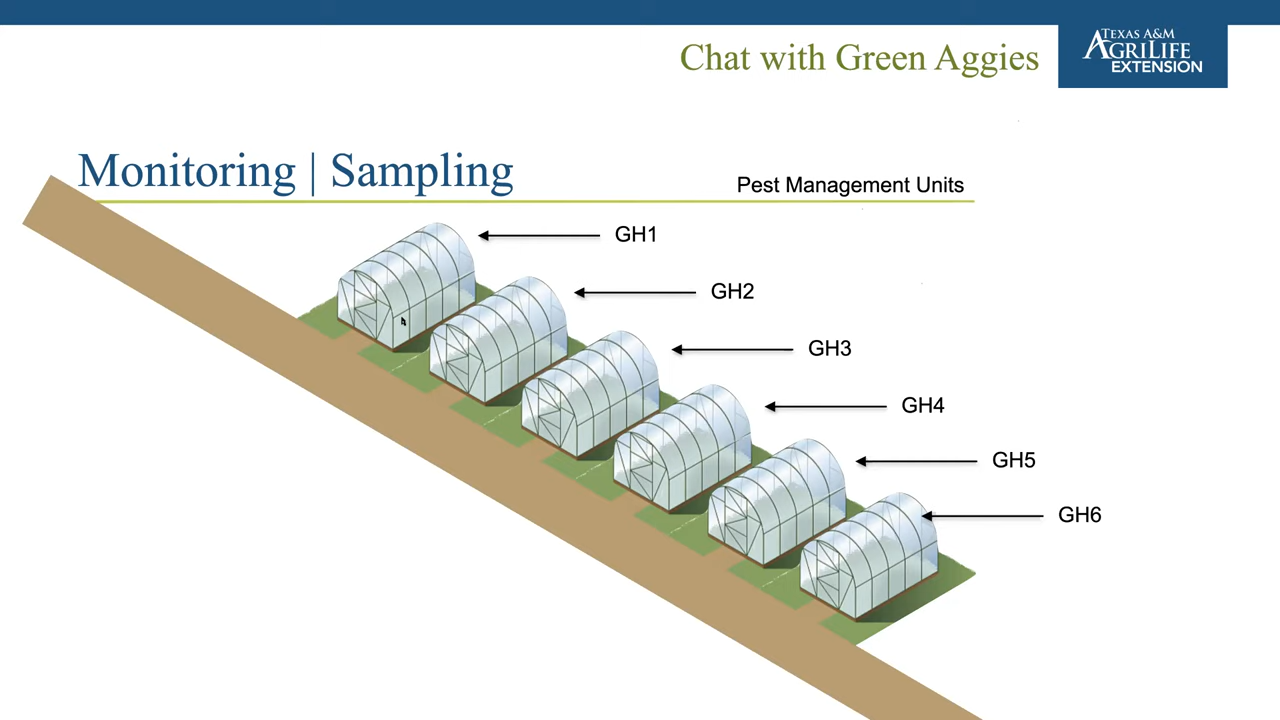 Chat with Green Aggies
TEXAS A&M
AGRILIFE
EXTENSION
Monitoring | Sampling
Pest Management Units
GH1
GH2
GH3
GH4
GH5
GH6